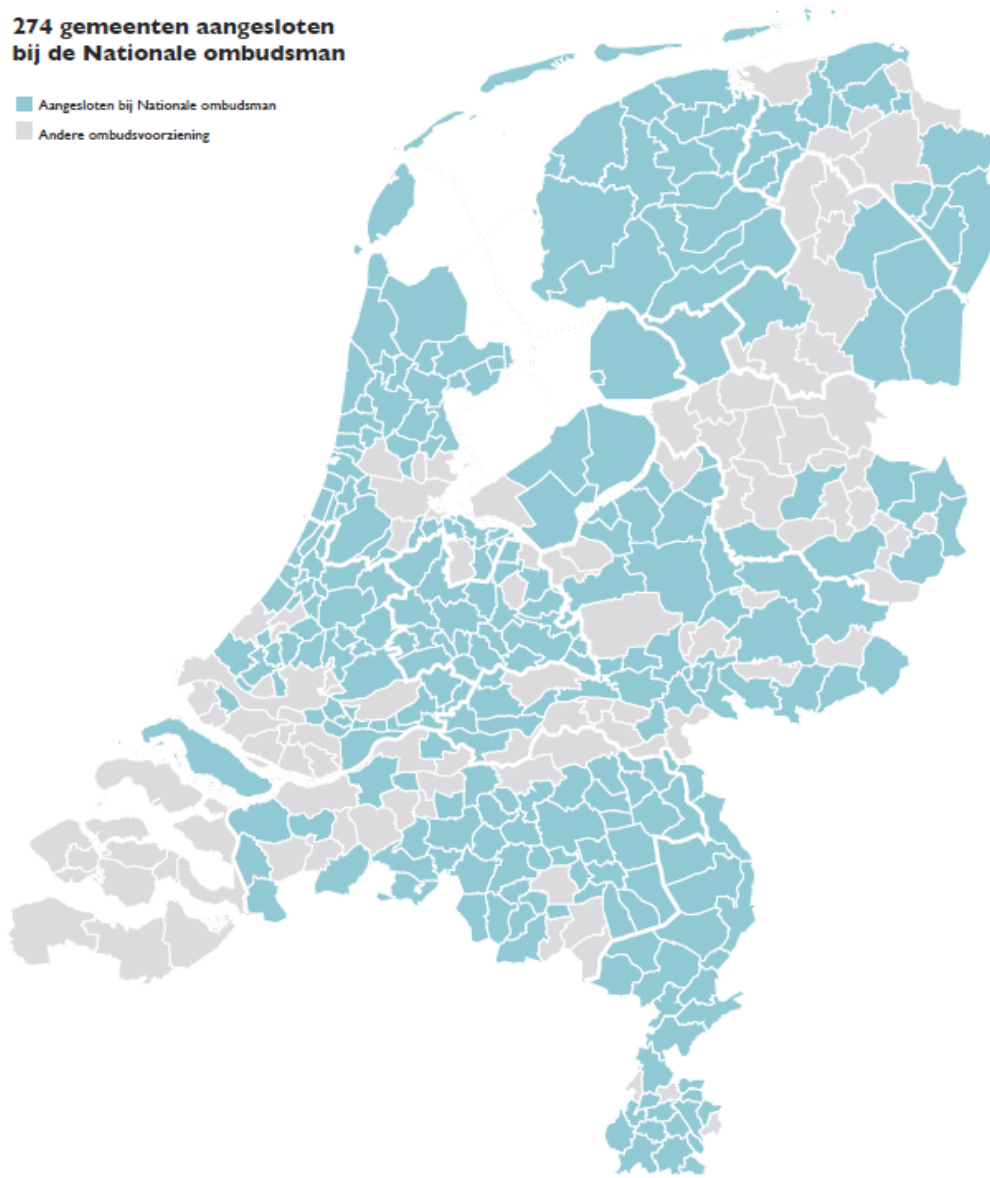 274 gemeenten aangesloten
bij de Nationale ombudsman
Aangesloten bij Nationale ombudsman
Andere ombudsvoorziening